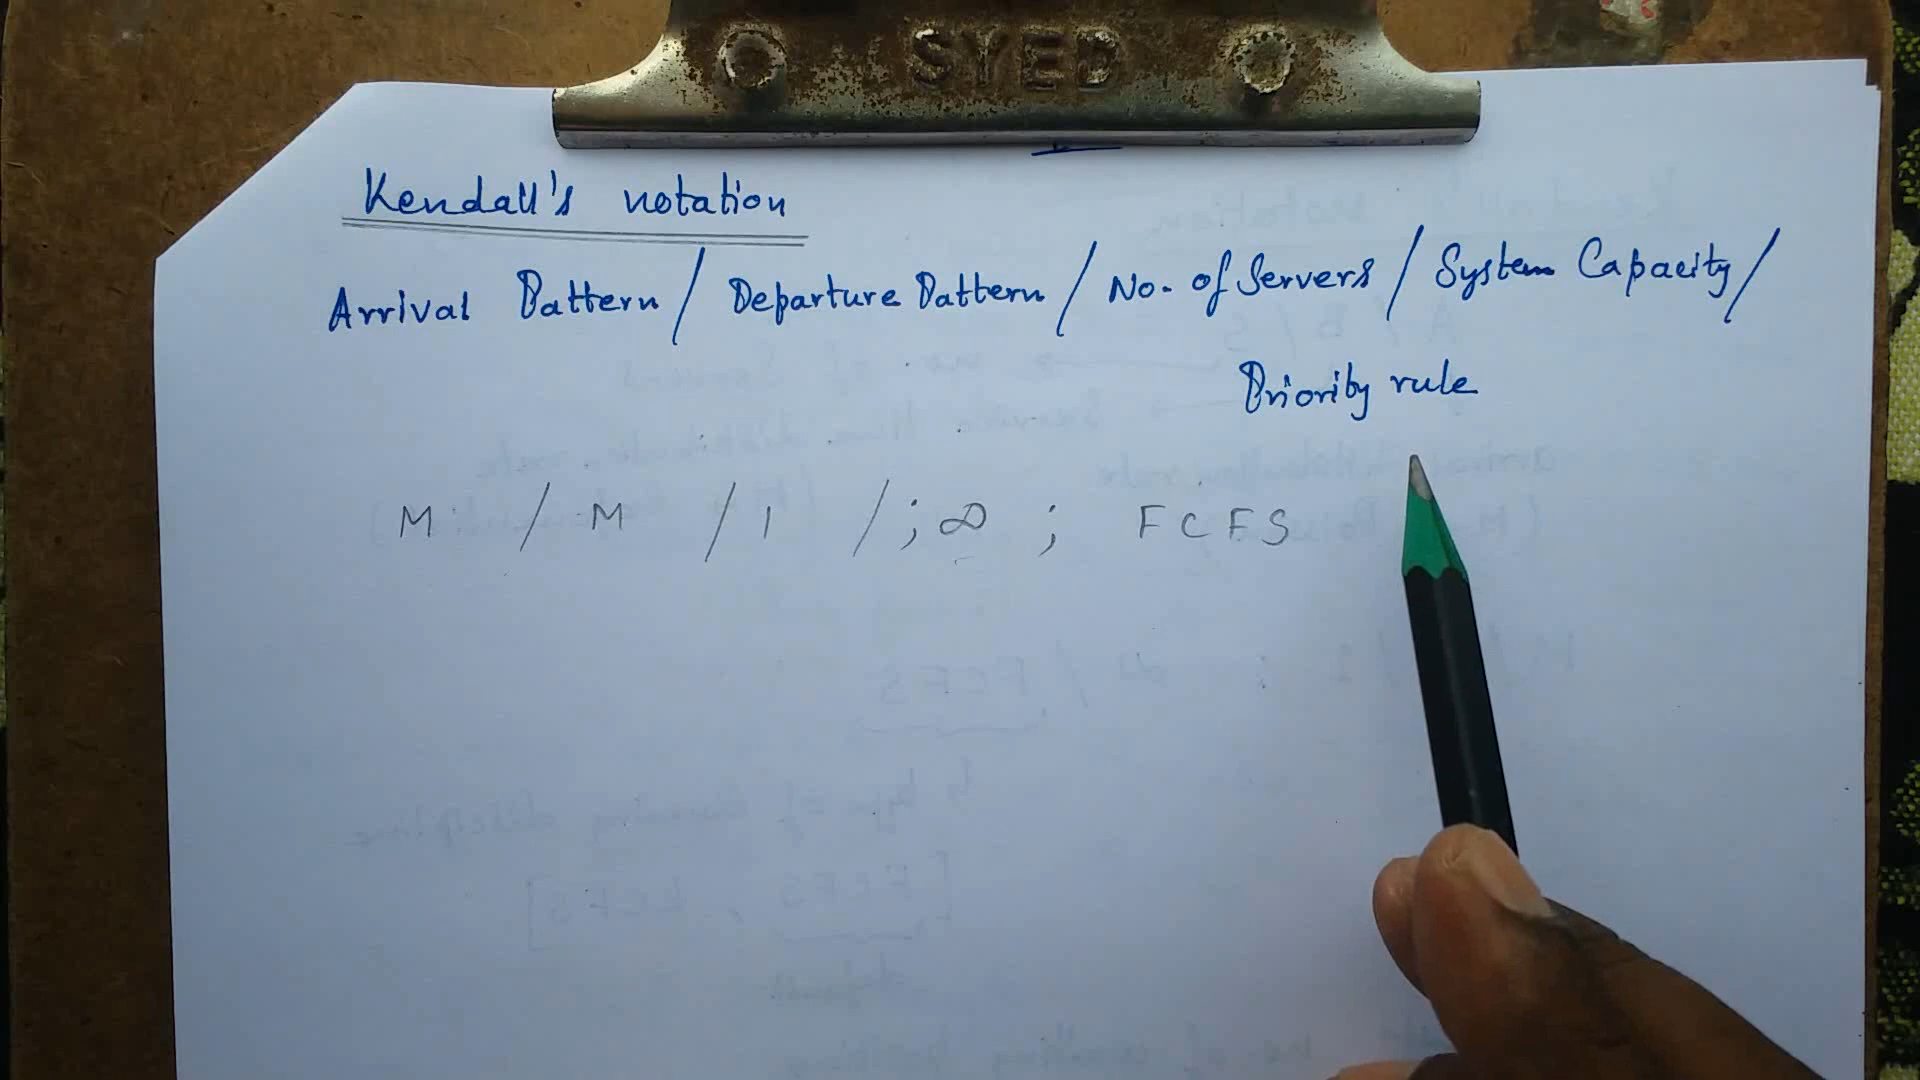 SYED
Kendall's notation
Arrival Pattern / Departure Pattern / No. of Servers / System Capacity /
Priority rule
M / M / 1 / ; ∞ ; FCFS